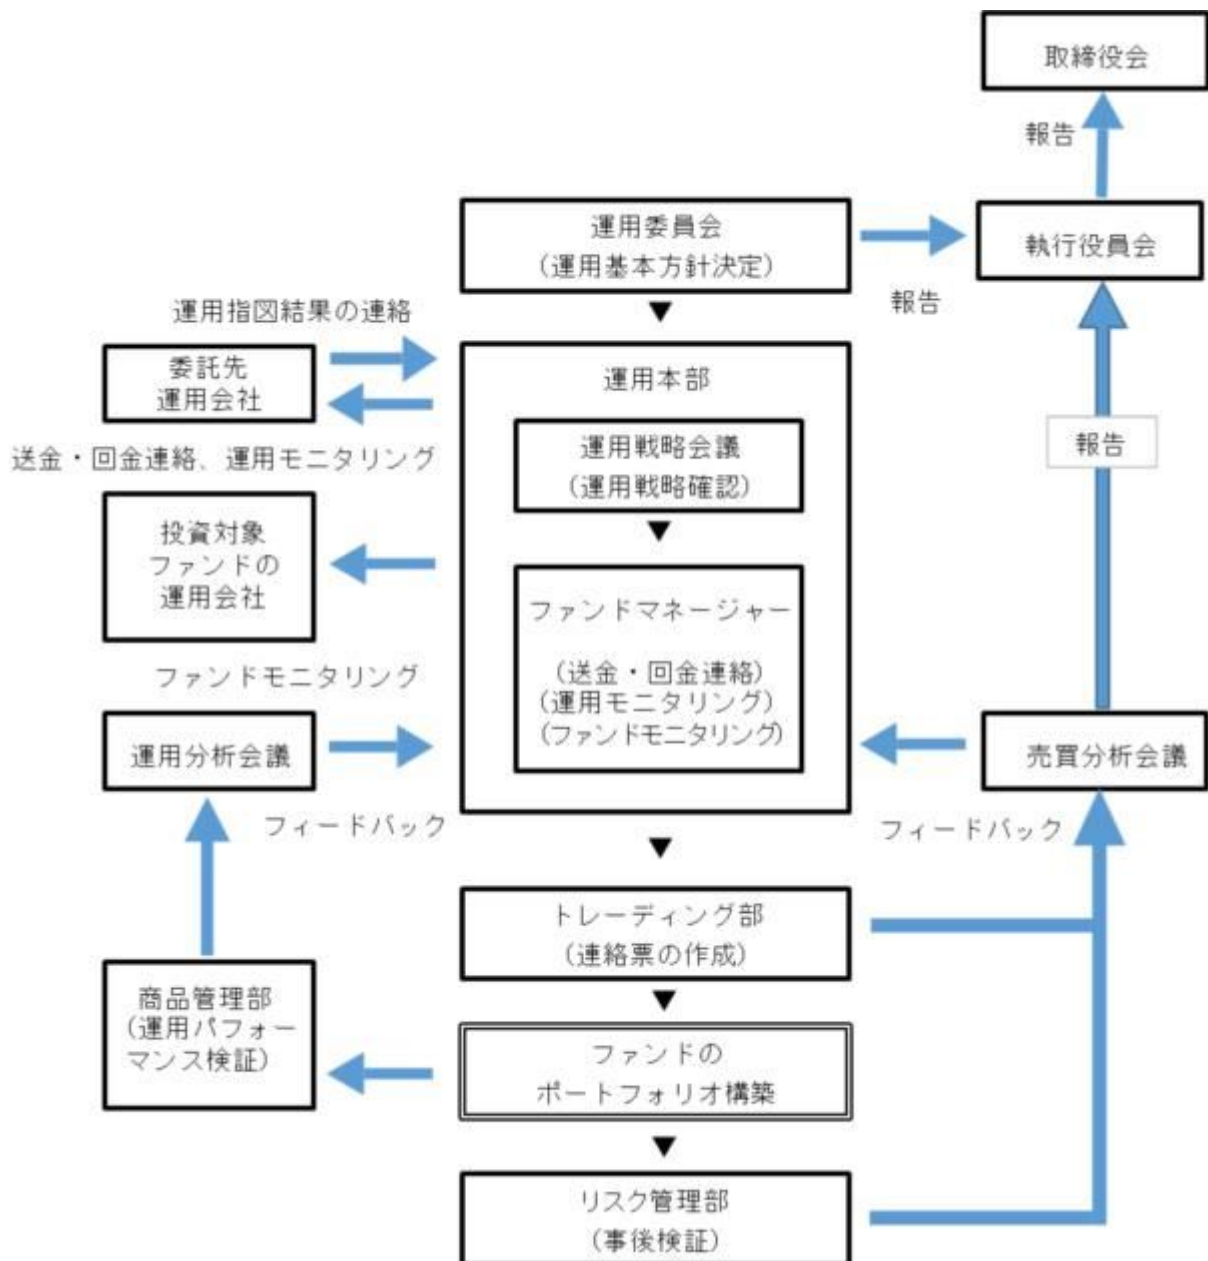 取締役会
報告
運用委員会
(運用基本方針決定)
執行役員会
報告
運用指図結果の連絡
委託先
運用会社
運用本部
送金・回金連絡、運用モニタリング
運用戦略会議
(運用戦略確認)
報告
投資対象
ファンドの
運用会社
ファンドマネージャー
(送金・回金連絡)
(運用モニタリング)
(ファンドモニタリング)
ファンドモニタリング
運用分析会議
売買分析会議
フィードバック
フィードバック
トレーディング部
(連絡票の作成)
商品管理部
(運用パフォー
マンス検証)
ファンドの
ポートフォリオ構築
リスク管理部
(事後検証)